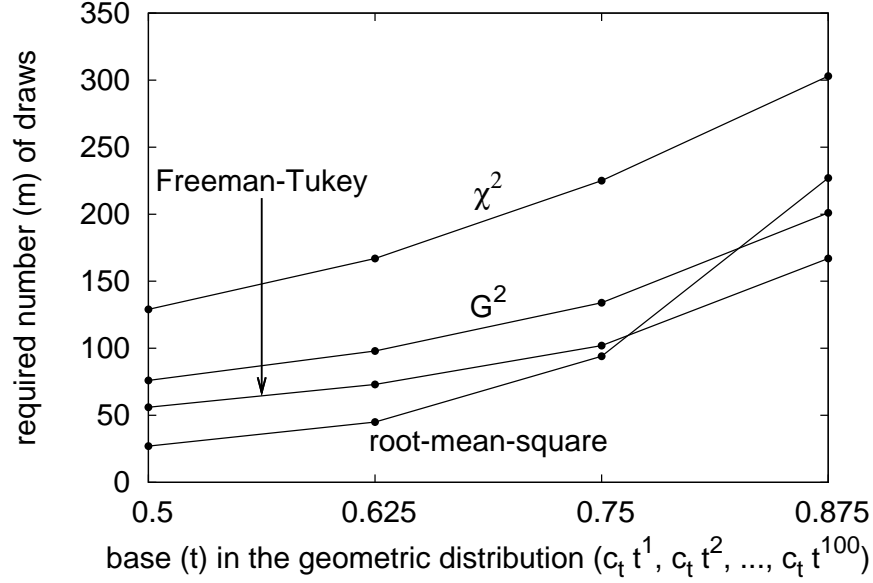 350
300
250
200
150
100
50
0
required number (m) of draws
Freeman-Tukey
χ²
G²
root-mean-square
0.5 0.625 0.75 0.875
base (t) in the geometric distribution (cₜ t¹, cₜ t², ..., cₜ t¹⁰⁰)